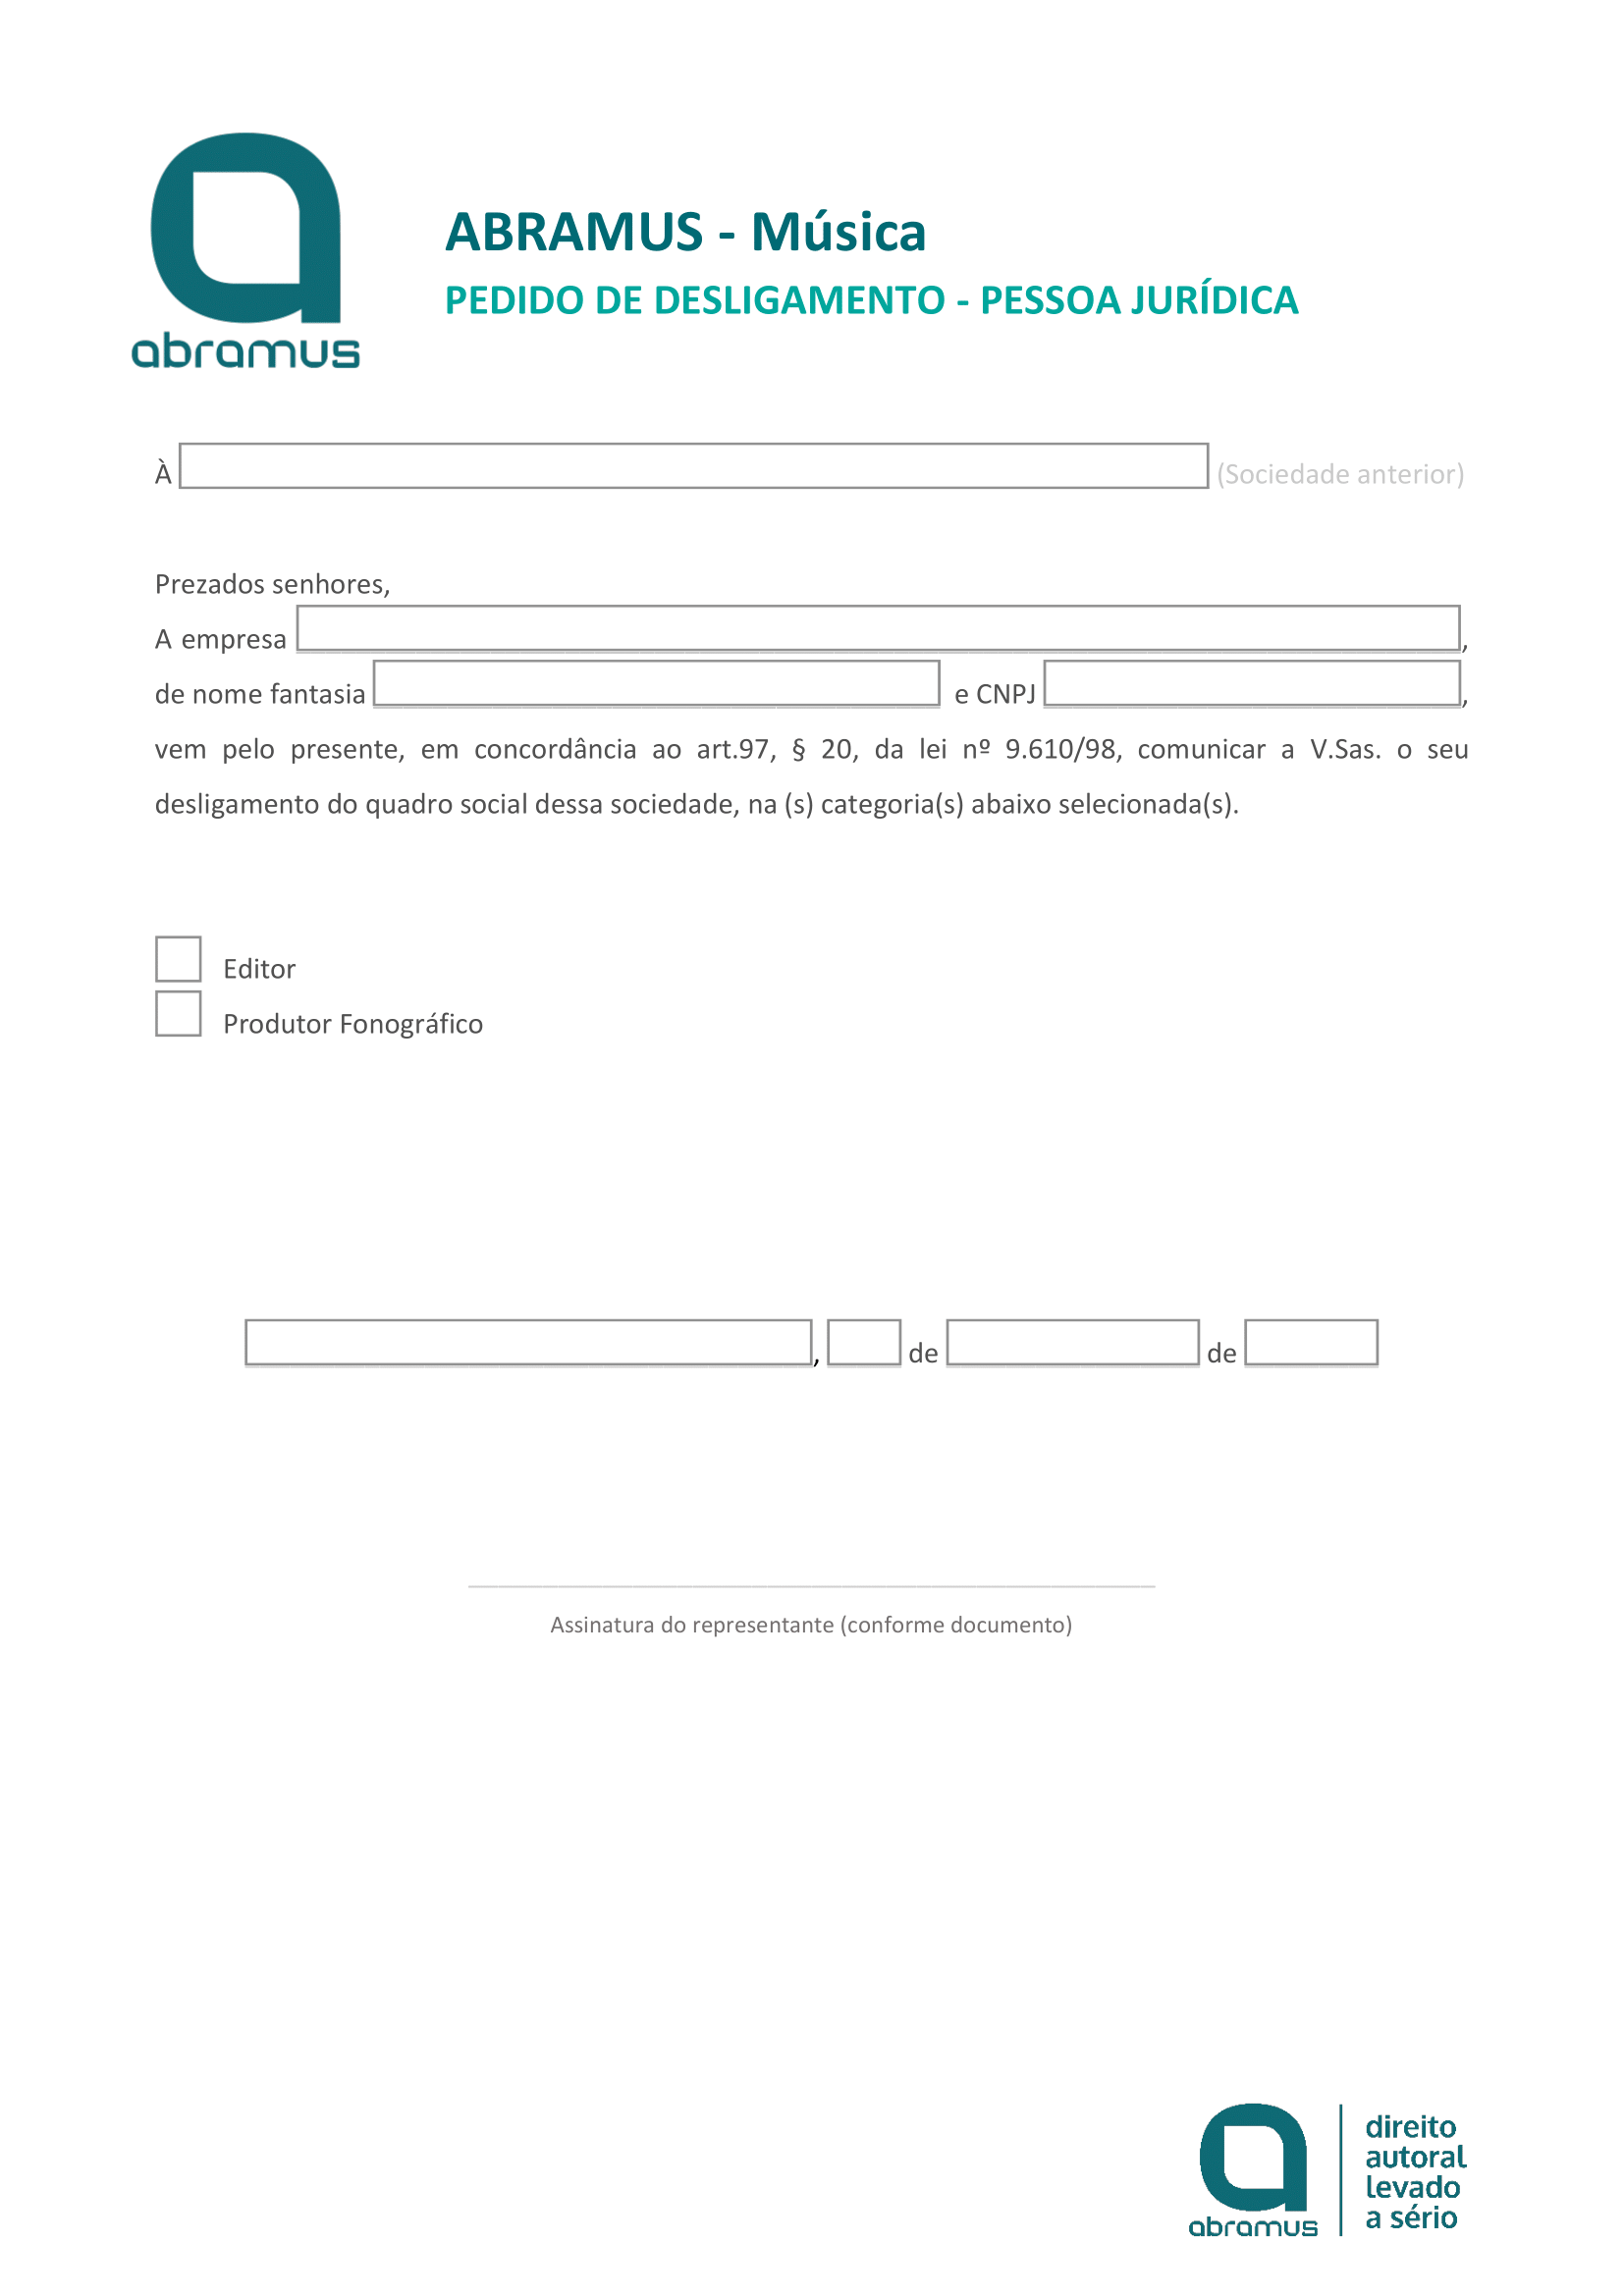 abramus
ABRAMUS - Música
PEDIDO DE DESLIGAMENTO - PESSOA JURÍDICA
À (Sociedade anterior)
Prezados senhores,
A empresa ,
de nome fantasia e CNPJ ,
vem pelo presente, em concordância ao art.97, § 20, da lei nº 9.610/98, comunicar a V.Sas. o seu
desligamento do quadro social dessa sociedade, na (s) categoria(s) abaixo selecionada(s).
Editor
Produtor Fonográfico
, de de
Assinatura do representante (conforme documento)
abramus
direito
autoral
levado
a sério